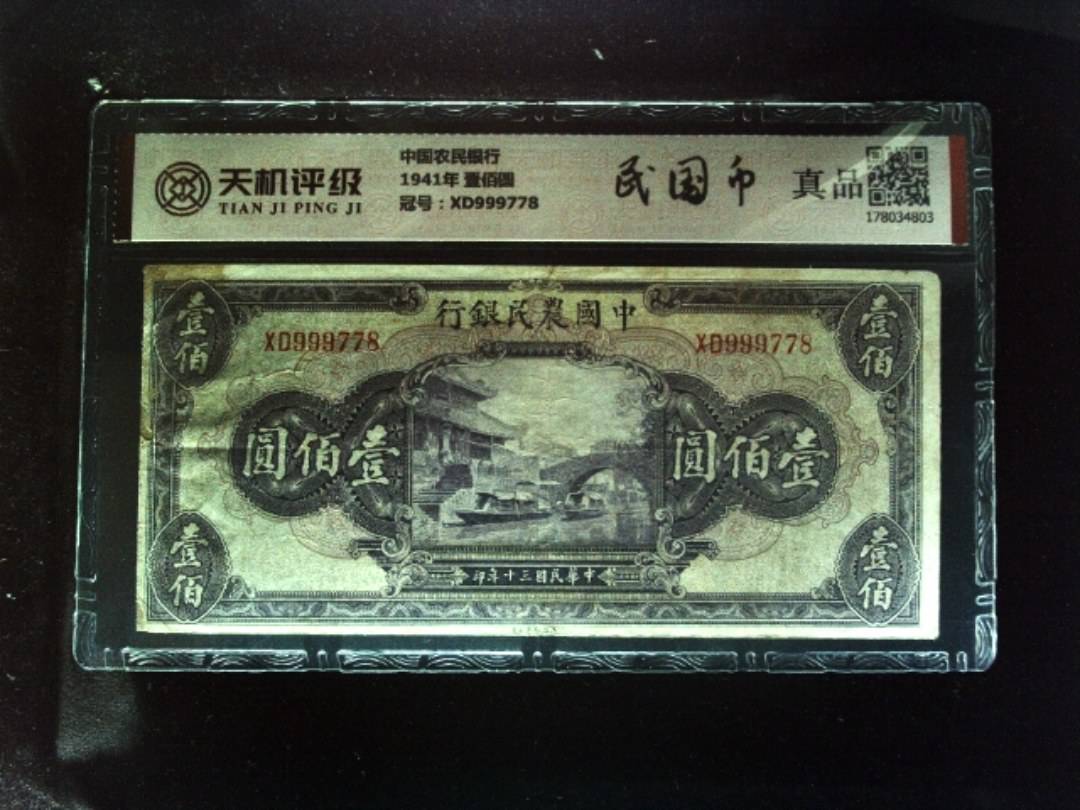 天机评级
TIAN JI PING JI
中国农民银行
1941年 壹佰圆
冠号：XD999778
民国币
真品
178034803
行銀民農國中
壹佰
壹佰
XD999778
XD999778
圓佰壹
圓佰壹
壹佰
壹佰
印年十三國民華中